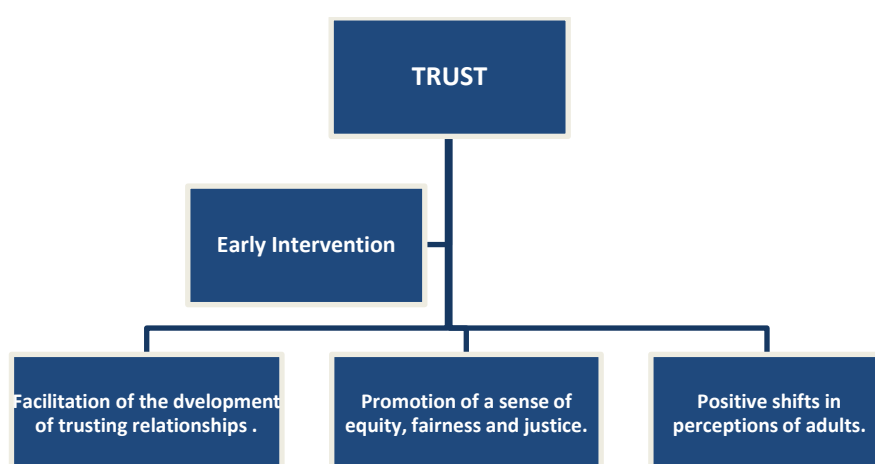 TRUST
Early Intervention
Facilitation of the dvelopment
of trusting relationships .
Promotion of a sense of
equity, fairness and justice.
Positive shifts in
perceptions of adults.